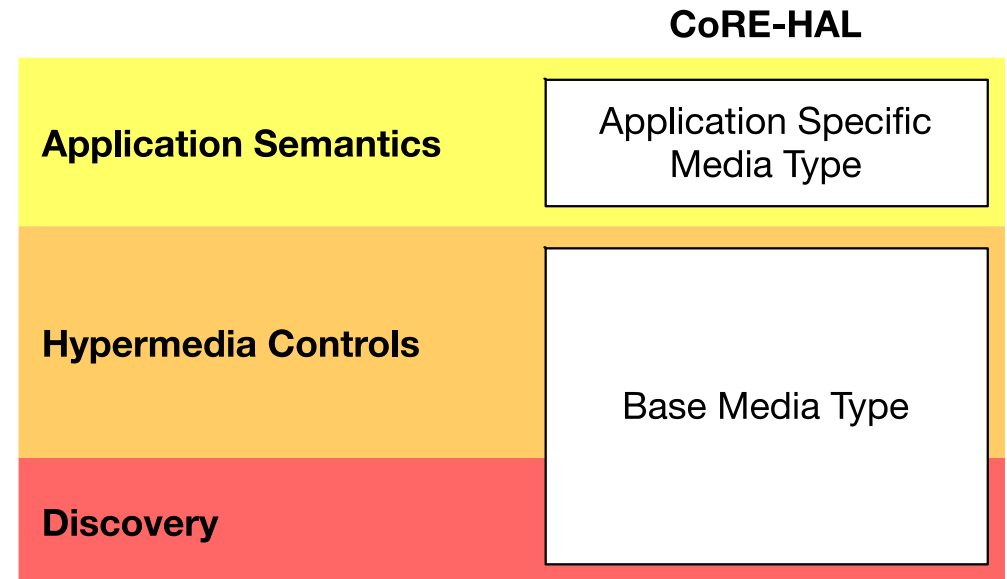 CoRE-HAL
Application Semantics
Application Specific
Media Type
Hypermedia Controls
Base Media Type
Discovery